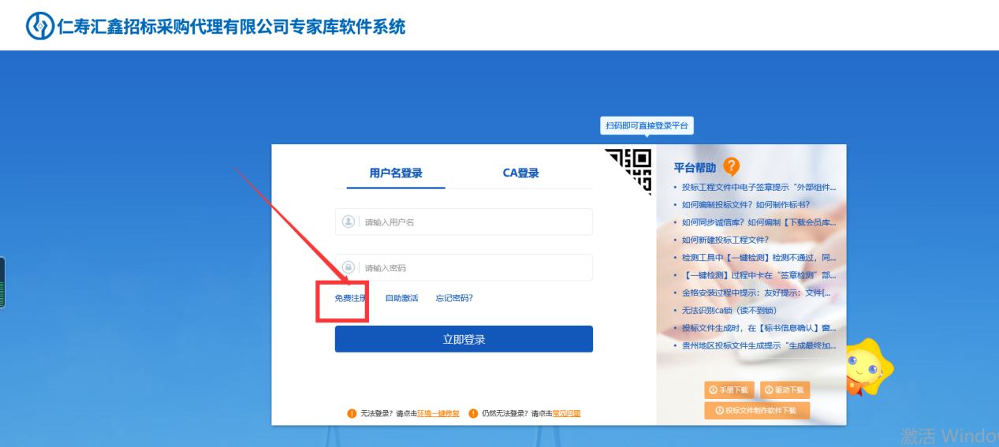 仁寿汇鑫招标采购代理有限公司专家库软件系统
扫码即可直接登录平台
用户名登录 CA登录
请输入用户名
请输入密码
免费注册 自助激活 忘记密码?
立即登录
无法登录? 请点击环境一键修复 仍然无法登录? 请点击常见问题
平台帮助
投标工程文件中电子签章提示“外部组件...
如何编制投标文件? 如何制作标书?
如何同步诚信库? 如何编制【下载会员库...
如何新建投标工程文件?
检测工具中【一键检测】检测不通过, 同...
【一键检测】过程中卡在“签章检测”部...
金格安装过程中提示: 友好提示: 文件[...
无法识别ca锁 (读不到锁)
投标文件生成时, 在【标书信息确认】窗...
贵州地区投标文件生成提示“生成最终加...
手册下载 驱动下载
投标文件制作软件下载
激活 Window